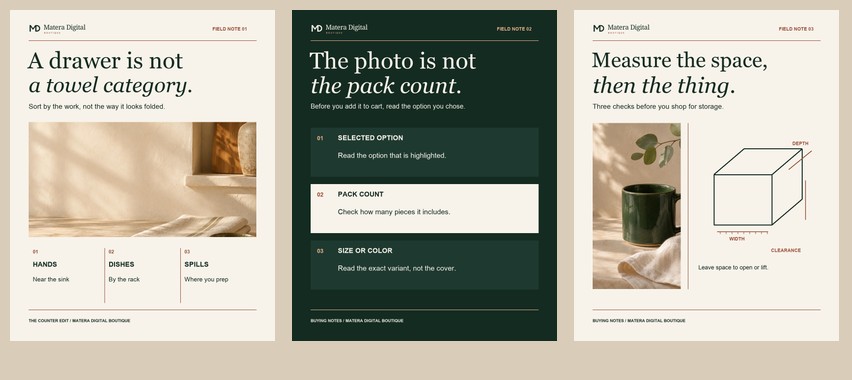 MD Matera Digital
BOUTIQUE
FIELD NOTE 01
A drawer is not
a towel category.
Sort by the work, not the way it looks folded.
01
HANDS
Near the sink
02
DISHES
By the rack
03
SPILLS
Where you prep
THE COUNTER EDIT / MATERA DIGITAL BOUTIQUE
MD Matera Digital
BOUTIQUE
FIELD NOTE 02
The photo is not
the pack count.
Before you add it to cart, read the option you chose.
01 SELECTED OPTION
Read the option that is highlighted.
02 PACK COUNT
Check how many pieces it includes.
03 SIZE OR COLOR
Read the exact variant, not the cover.
BUYING NOTES / MATERA DIGITAL BOUTIQUE
MD Matera Digital
BOUTIQUE
FIELD NOTE 03
Measure the space,
then the thing.
Three checks before you shop for storage.
DEPTH
WIDTH
CLEARANCE
Leave space to open or lift.
BUYING NOTES / MATERA DIGITAL BOUTIQUE